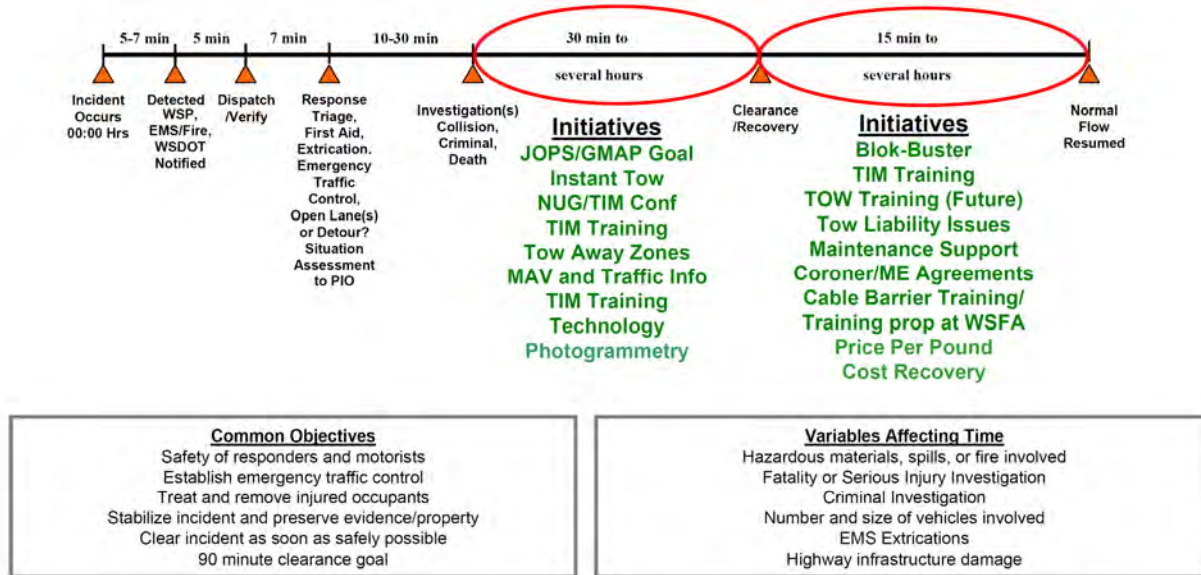 5-7 min
5 min
7 min
10-30 min
30 min to
several hours
15 min to
several hours
Incident
Occurs
00:00 Hrs
Detected
WSP,
EMS/Fire,
WSDOT
Notified
Dispatch
/Verify
Response
Triage,
First Aid,
Extrication.
Emergency
Traffic
Control,
Open Lane(s)
or Detour?
Situation
Assessment
to PIO
Investigation(s)
Collision,
Criminal,
Death
Initiatives
JOPS/GMAP Goal
Instant Tow
NUG/TIM Conf
TIM Training
Tow Away Zones
MAV and Traffic Info
TIM Training
Technology
Photogrammetry
Clearance
/Recovery
Initiatives
Blok-Buster
TIM Training
TOW Training (Future)
Tow Liability Issues
Maintenance Support
Coroner/ME Agreements
Cable Barrier Training/
Training prop at WSFA
Price Per Pound
Cost Recovery
Normal
Flow
Resumed
Common Objectives
Safety of responders and motorists
Establish emergency traffic control
Treat and remove injured occupants
Stabilize incident and preserve evidence/property
Clear incident as soon as safely possible
90 minute clearance goal
Variables Affecting Time
Hazardous materials, spills, or fire involved
Fatality or Serious Injury Investigation
Criminal Investigation
Number and size of vehicles involved
EMS Extrications
Highway infrastructure damage